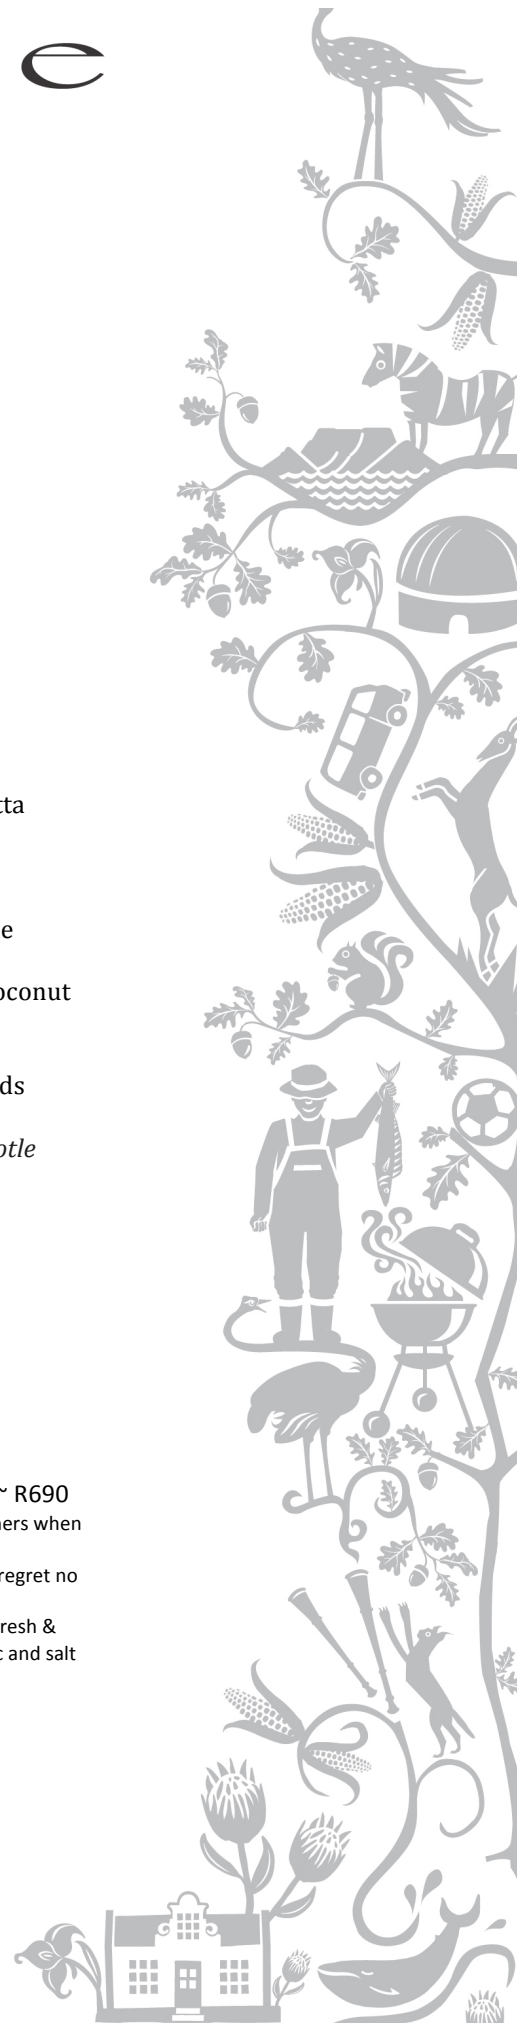 e
tta
e
oconut
ds
otle
~ R690
ners when
regret no
resh &
c and salt